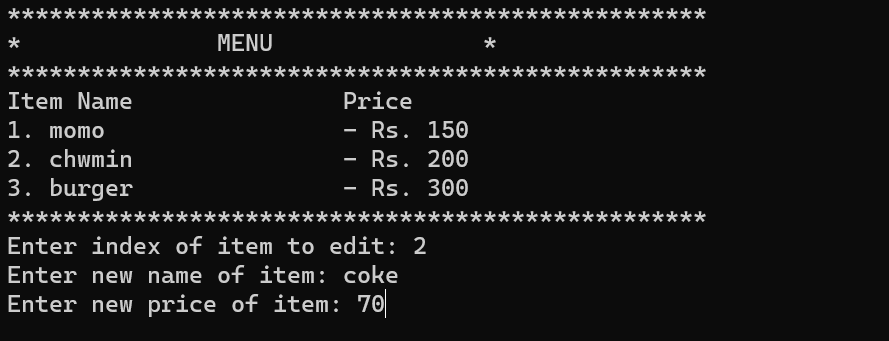 **************************************************
*              MENU               *
**************************************************
Item Name               Price
1. momo                 - Rs. 150
2. chwmin               - Rs. 200
3. burger               - Rs. 300
**************************************************
Enter index of item to edit: 2
Enter new name of item: coke
Enter new price of item: 70